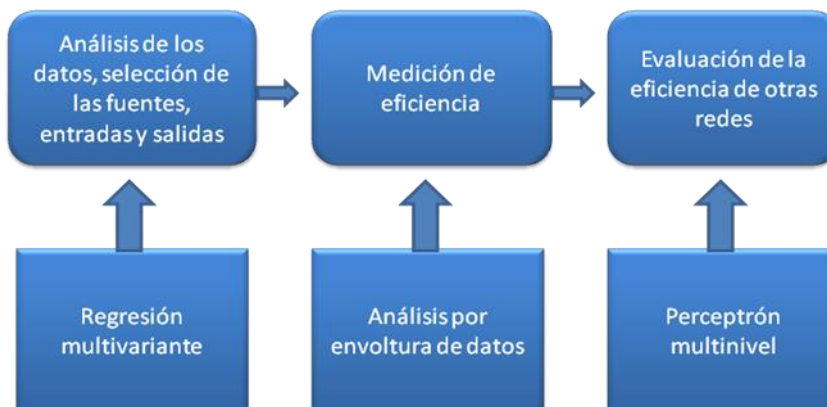 Análisis de los
datos, selección de
las fuentes,
entradas y salidas
Medición de
eficiencia
Evaluación de la
eficiencia de otras
redes
Regresión
multivariante
Análisis por
envoltura de datos
Perceptrón
multinivel